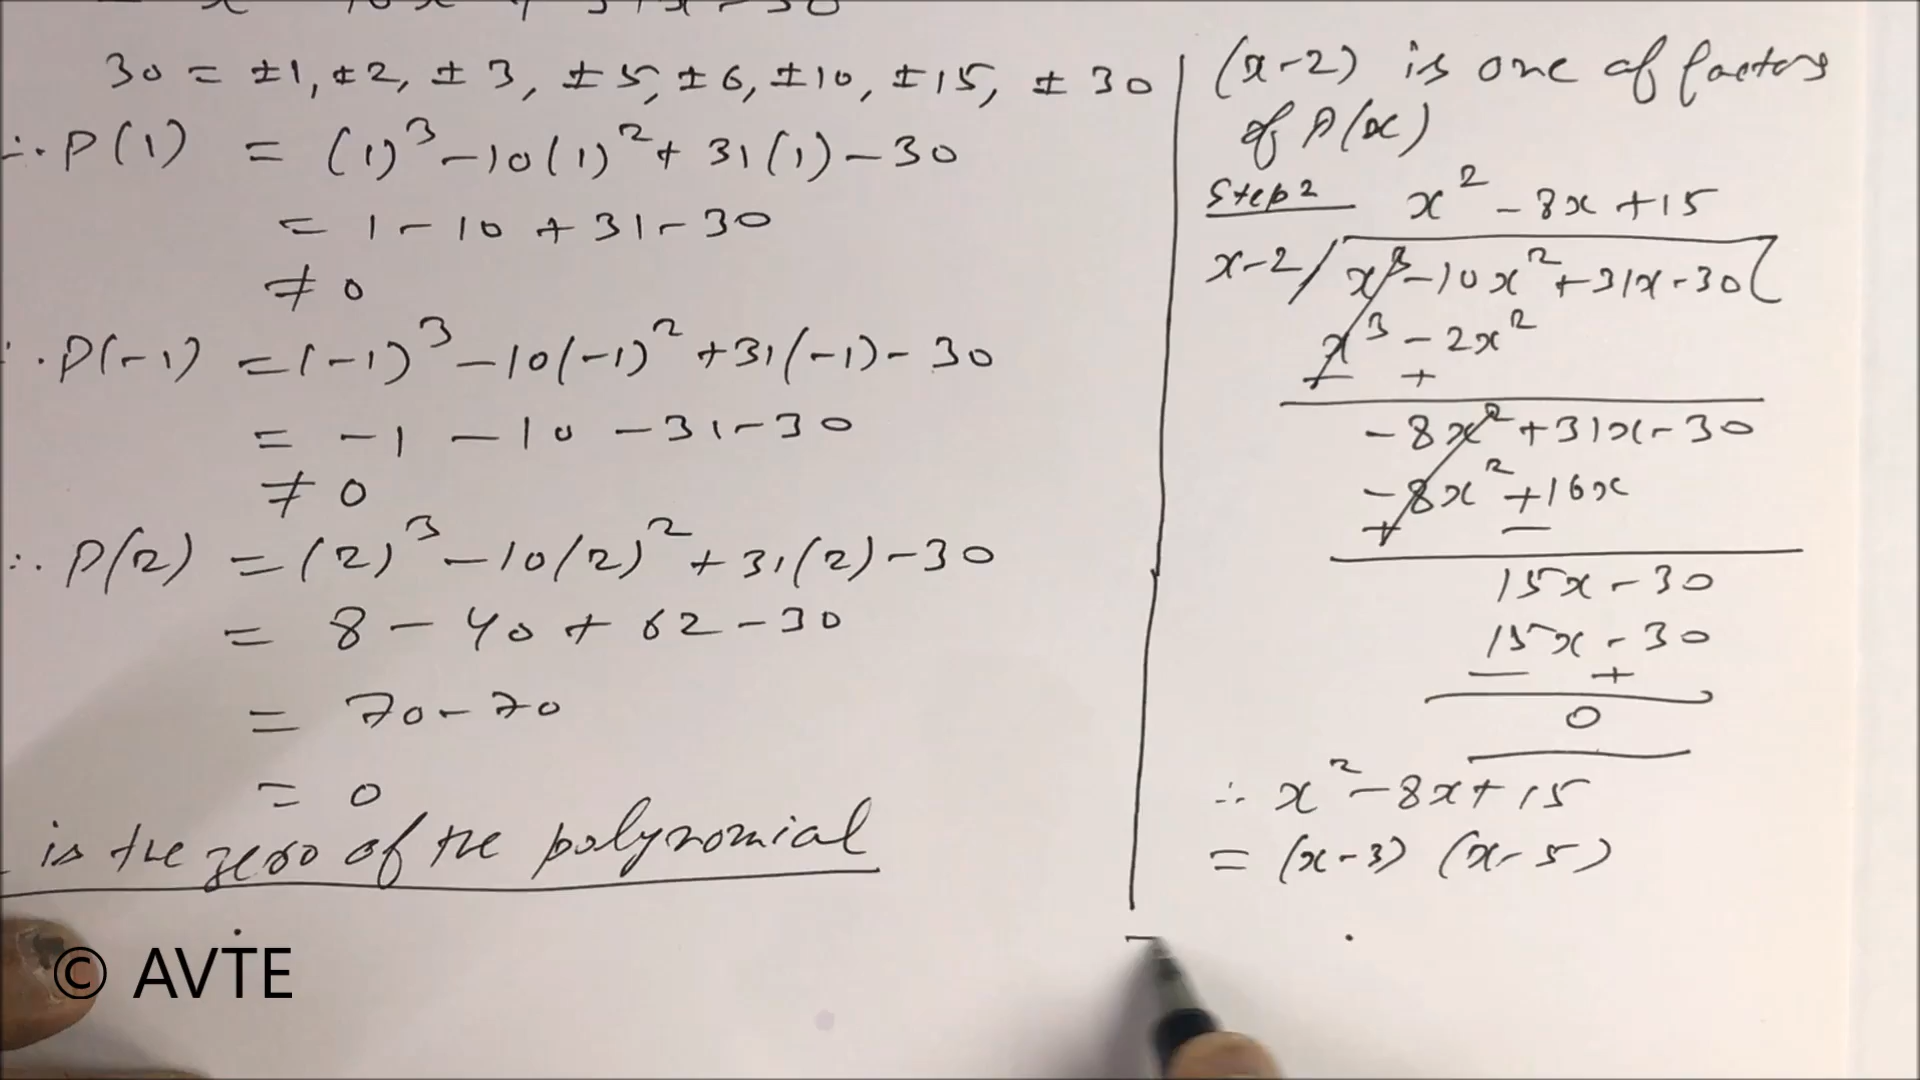 30 = ±1, ±2, ±3, ±5, ±6, ±10, ±15, ±30
∴ P(1) = (1)³ - 10(1)² + 31(1) - 30
= 1 - 10 + 31 - 30
≠ 0
∴ P(-1) = (-1)³ - 10(-1)² + 31(-1) - 30
= -1 - 10 - 31 - 30
≠ 0
∴ P(2) = (2)³ - 10(2)² + 31(2) - 30
= 8 - 40 + 62 - 30
= 70 - 70
= 0
is the zero of the polynomial
(x-2) is one of factors
of P(x)
Step 2
x² - 8x + 15
x-2 / x³ - 10x² + 31x - 30 (
x³ - 2x²
- +
-8x² + 31x - 30
-8x² + 16x
+ -
15x - 30
15x - 30
- +
0
∴ x² - 8x + 15
= (x-3) (x-5)
© AVTE